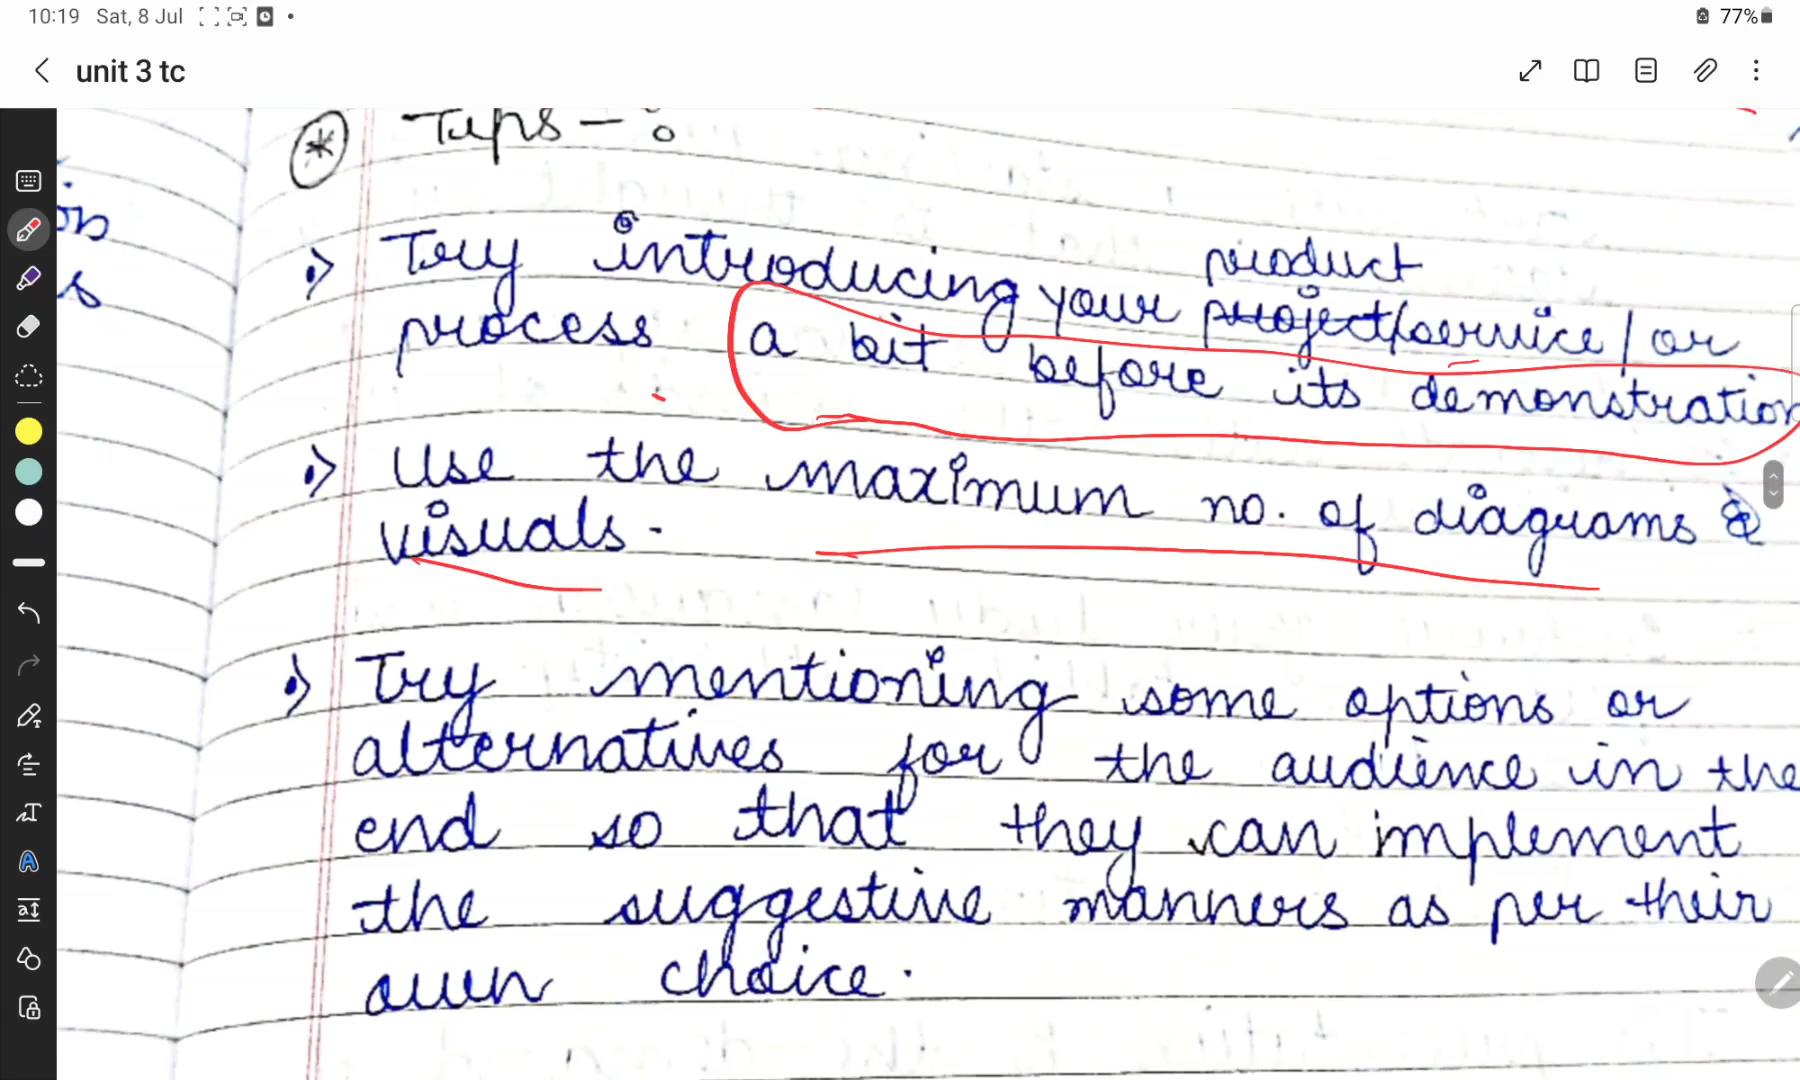 10:19 Sat, 8 Jul
77%
unit 3 tc
* Tips - :
Try introducing your product
project/service / or
process a bit before its demonstration
Use the maximum no. of diagrams &
visuals.
Try mentioning some options or
alternatives for the audience in the
end so that they can implement
the suggestive manners as per their
own choice.